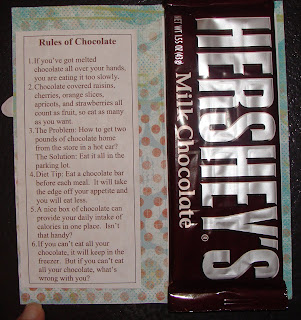 Rules of Chocolate
1.If you've got melted
chocolate all over your hands,
you are eating it too slowly.
2.Chocolate covered raisins,
cherries, orange slices,
apricots, and strawberries all
count as fruit, so eat as many
as you want.
3.The Problem: How to get two
pounds of chocolate home
from the store in a hot car?
The Solution: Eat it all in the
parking lot.
4.Diet Tip: Eat a chocolate bar
before each meal. It will take
the edge off your appetite and
you will eat less.
5.A nice box of chocolate can
provide your daily intake of
calories in one place. Isn't
that handy?
6.If you can't eat all your
chocolate, it will keep in the
freezer. But if you can't eat
all your chocolate, what's
wrong with you?
HERSHEY'S
Milk Chocolate
NET WT 1.55 OZ (43g)